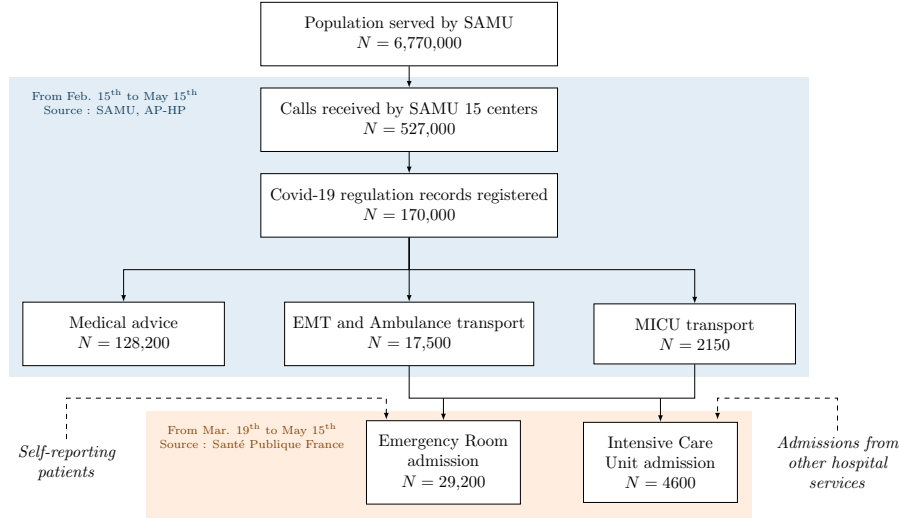 Population served by SAMU
N = 6,770,000
From Feb. 15th to May 15th
Source : SAMU, AP-HP
Calls received by SAMU 15 centers
N = 527,000
Covid-19 regulation records registered
N = 170,000
Medical advice
N = 128,200
EMT and Ambulance transport
N = 17,500
MICU transport
N = 2150
From Mar. 19th to May 15th
Source : Santé Publique France
Self-reporting
patients
Emergency Room
admission
N = 29,200
Intensive Care
Unit admission
N = 4600
Admissions from
other hospital
services